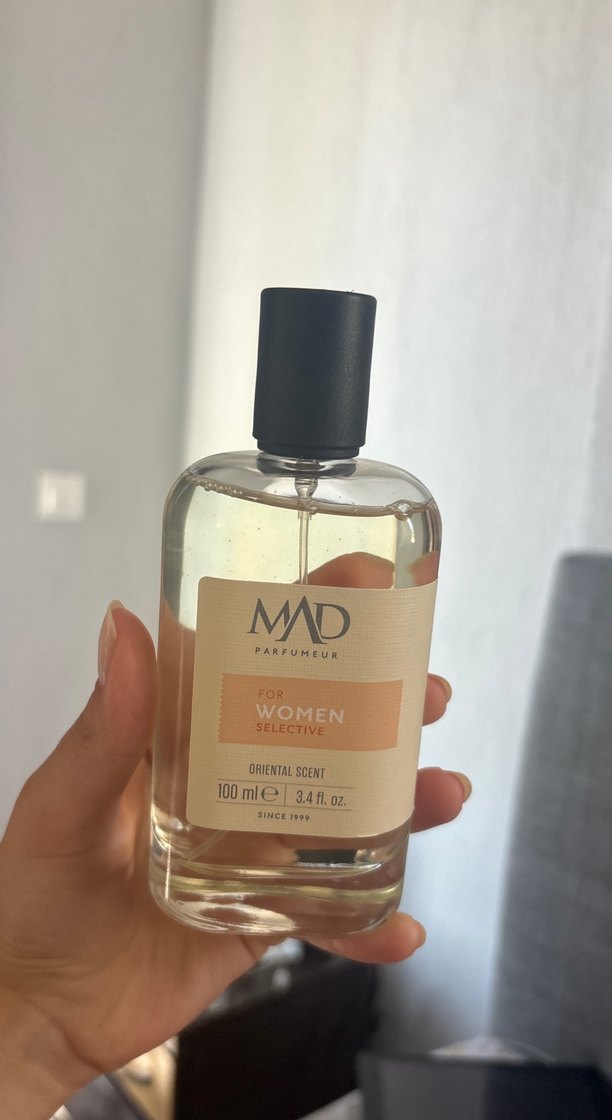 MAD
PARFUMEUR
FOR
WOMEN
SELECTIVE
ORIENTAL SCENT
100 ml ℮ | 3.4 fl. oz.
SINCE 1999